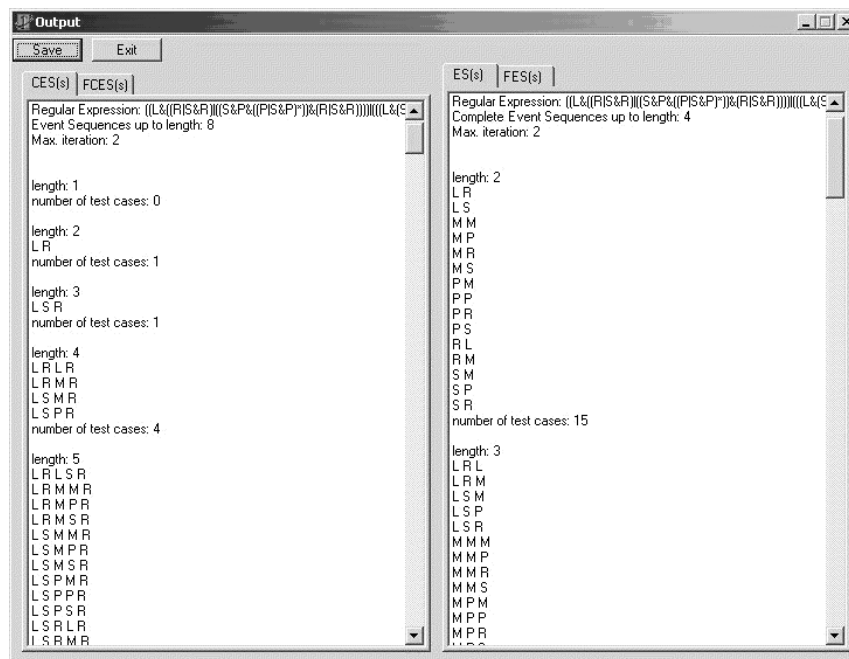 Output
Save Exit
CES(s) FCES(s)
Regular Expression: ((L&((R|S&R)|((S&P&((P|S&P)*))&(R|S&R))))|(((L&(S
Event Sequences up to length: 8
Max. iteration: 2
length: 1
number of test cases: 0
length: 2
L R
number of test cases: 1
length: 3
L S R
number of test cases: 1
length: 4
L R L R
L R M R
L S M R
L S P R
number of test cases: 4
length: 5
L R L S R
L R M M R
L R M P R
L R M S R
L S M M R
L S M P R
L S M S R
L S P M R
L S P P R
L S P S R
L S R L R
L S R M R
ES(s) FES(s)
Regular Expression: ((L&((R|S&R)|((S&P&((P|S&P)*))&(R|S&R))))|(((L&(S
Complete Event Sequences up to length: 4
Max. iteration: 2
length: 2
L R
L S
M M
M P
M R
M S
P M
P P
P R
P S
R L
R M
S M
S P
S R
number of test cases: 15
length: 3
L R L
L R M
L S M
L S P
L S R
M M M
M M P
M M R
M M S
M P M
M P P
M P R